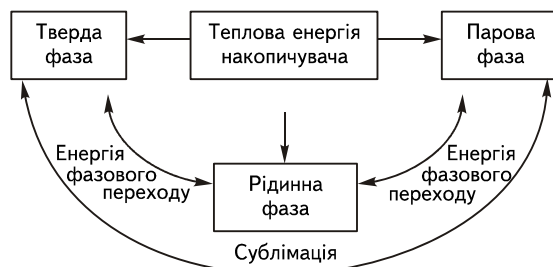 Тверда
фаза
Теплова енергія
накопичувача
Парова
фаза
Енергія
фазового
переходу
Рідинна
фаза
Енергія
фазового
переходу
Сублімація